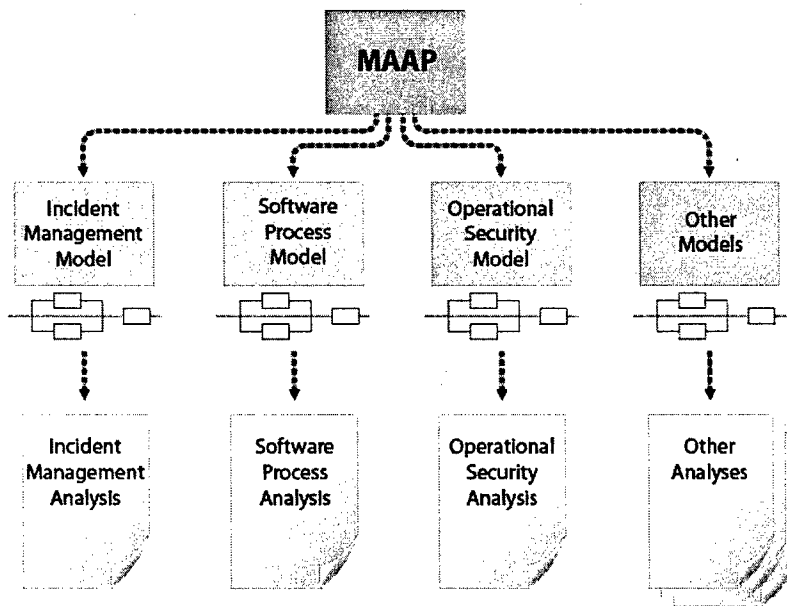 MAAP
Incident
Management
Model
Software
Process
Model
Operational
Security
Model
Other
Models
Incident
Management
Analysis
Software
Process
Analysis
Operational
Security
Analysis
Other
Analyses